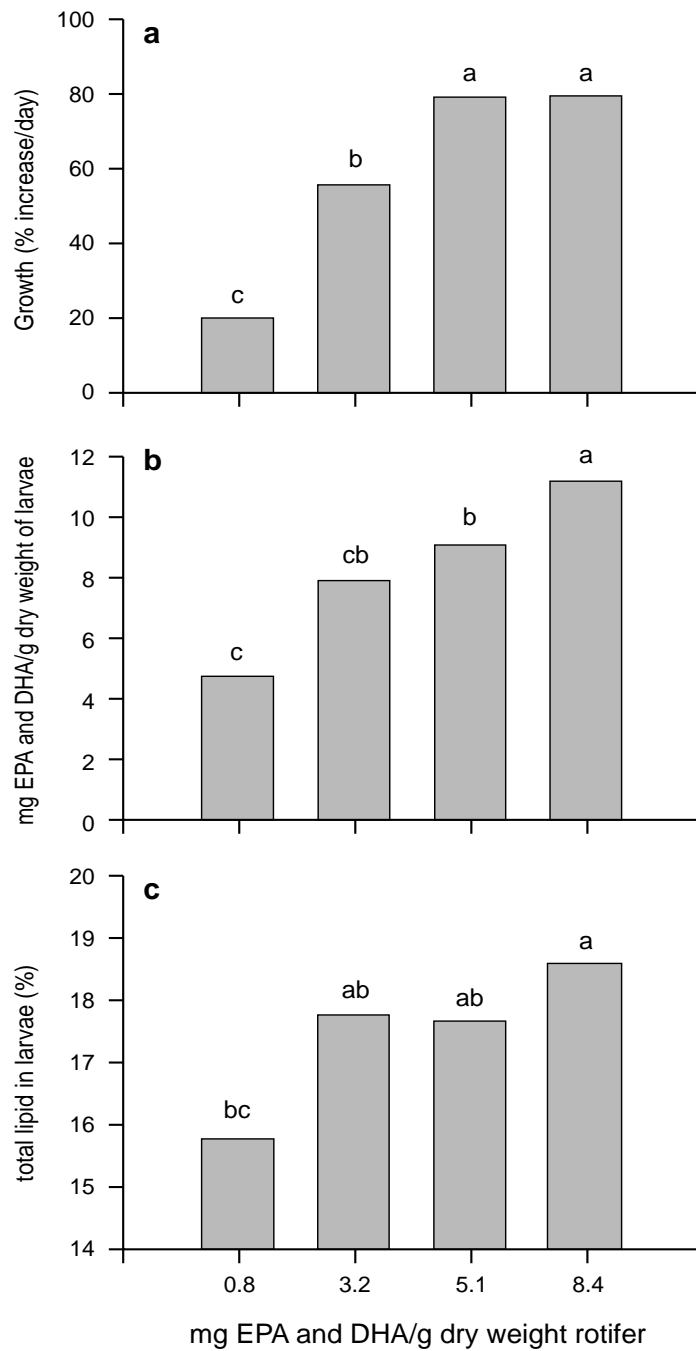 a
Growth (% increase/day)
100
80
60
40
20
0
c
b
a
a
b
mg EPA and DHA/g dry weight of larvae
12
10
8
6
4
2
0
c
cb
b
a
c
total lipid in larvae (%)
20
19
18
17
16
15
14
bc
ab
ab
a
0.8 3.2 5.1 8.4
mg EPA and DHA/g dry weight rotifer